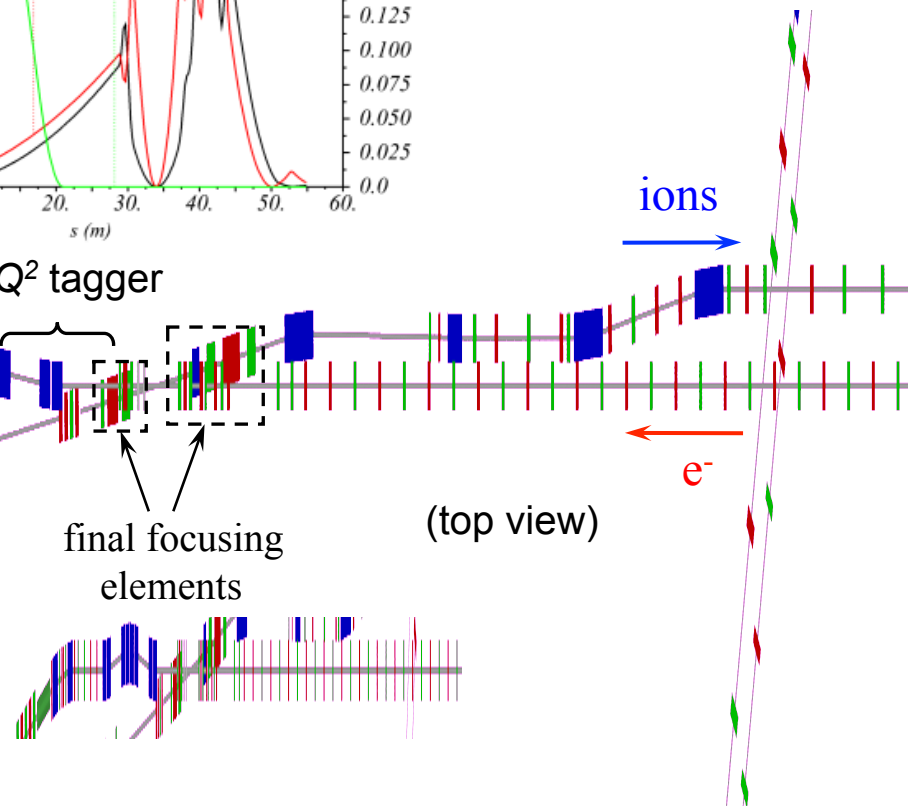 0.125
0.100
0.075
0.050
0.025
0.0
20. 30. 40. 50. 60.
s (m)
ions
Q² tagger
e⁻
(top view)
final focusing
elements